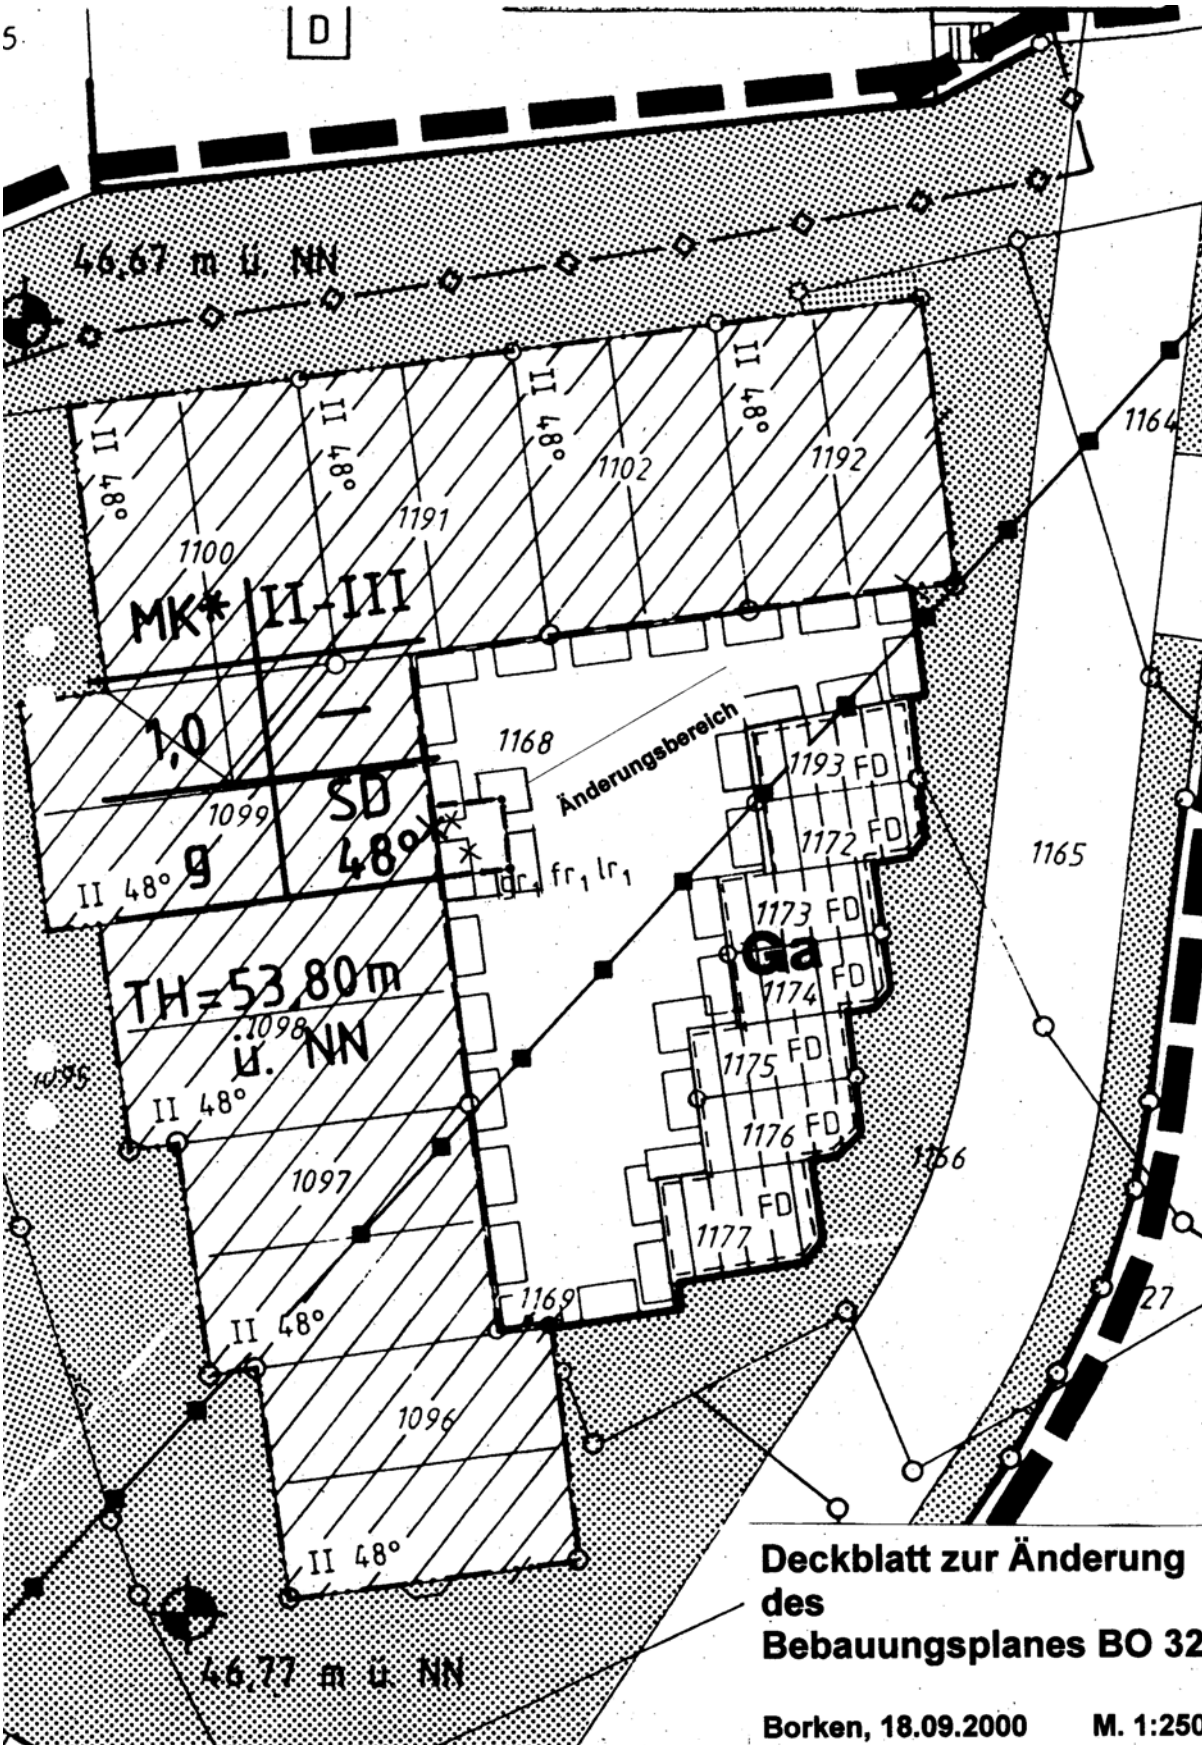 5
D
46,67 m ü. NN
II 48°
II 48°
II 48°
II 48°
1164
1192
1102
1191
1100
MK* II-III
1,0 —
1168
Änderungsbereich
1193 FD
1099
SD
48°
g
II 48°
1172 FD
1165
gr₁ fr₁ lr₁
1173 FD
Ga
1174 FD
TH=53,80m
ü. NN
1098
1095
1175 FD
II 48°
1176 FD
1166
1097
1177 FD
1169
27
II 48°
1096
II 48°
46,77 m ü. NN
Deckblatt zur Änderung
des
Bebauungsplanes BO 32
Borken, 18.09.2000 M. 1:250